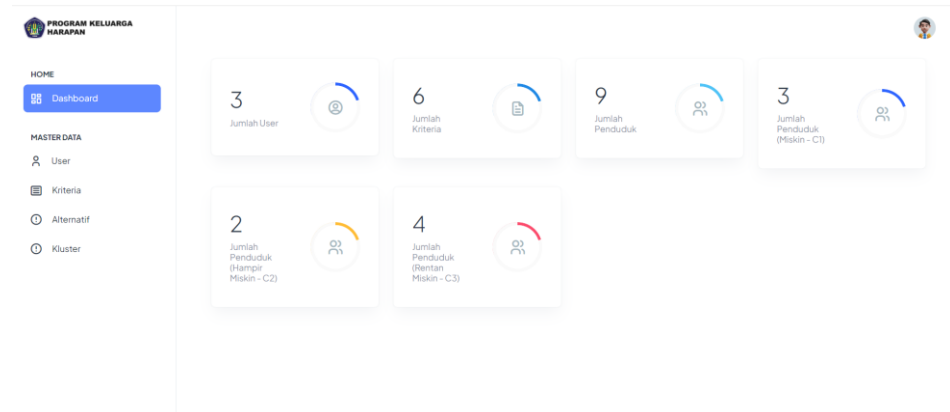 PROGRAM KELUARGA
HARAPAN
HOME
Dashboard
MASTER DATA
User
Kriteria
Alternatif
Kluster
3
Jumlah User
6
Jumlah
Kriteria
9
Jumlah
Penduduk
3
Jumlah
Penduduk
(Miskin - C1)
2
Jumlah
Penduduk
(Hampir
Miskin - C2)
4
Jumlah
Penduduk
(Rentan
Miskin - C3)